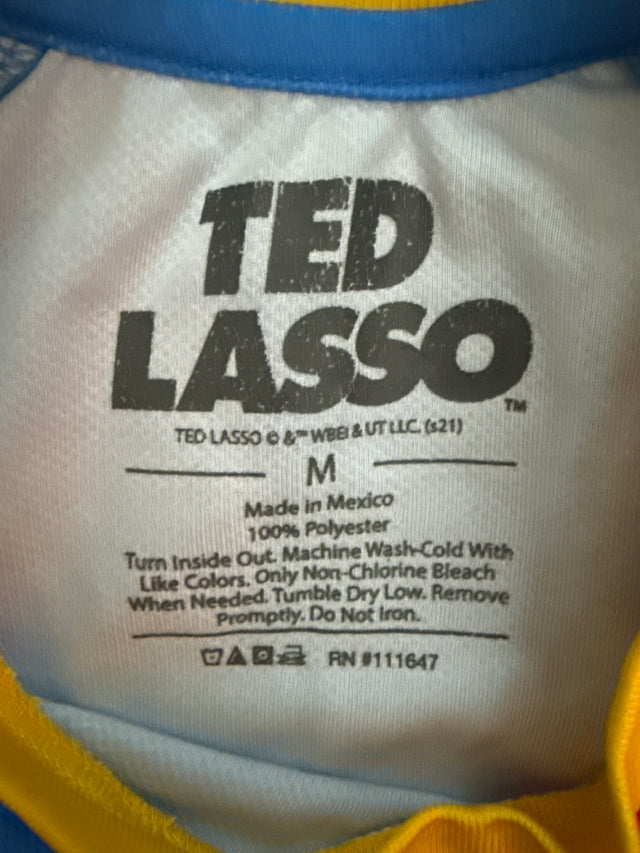 TED
LASSO™
TED LASSO © &™ WBEI & UT LLC. (s21)
M
Made in Mexico
100% Polyester
Turn Inside Out. Machine Wash-Cold With
Like Colors. Only Non-Chlorine Bleach
When Needed. Tumble Dry Low. Remove
Promptly. Do Not Iron.
RN #111647